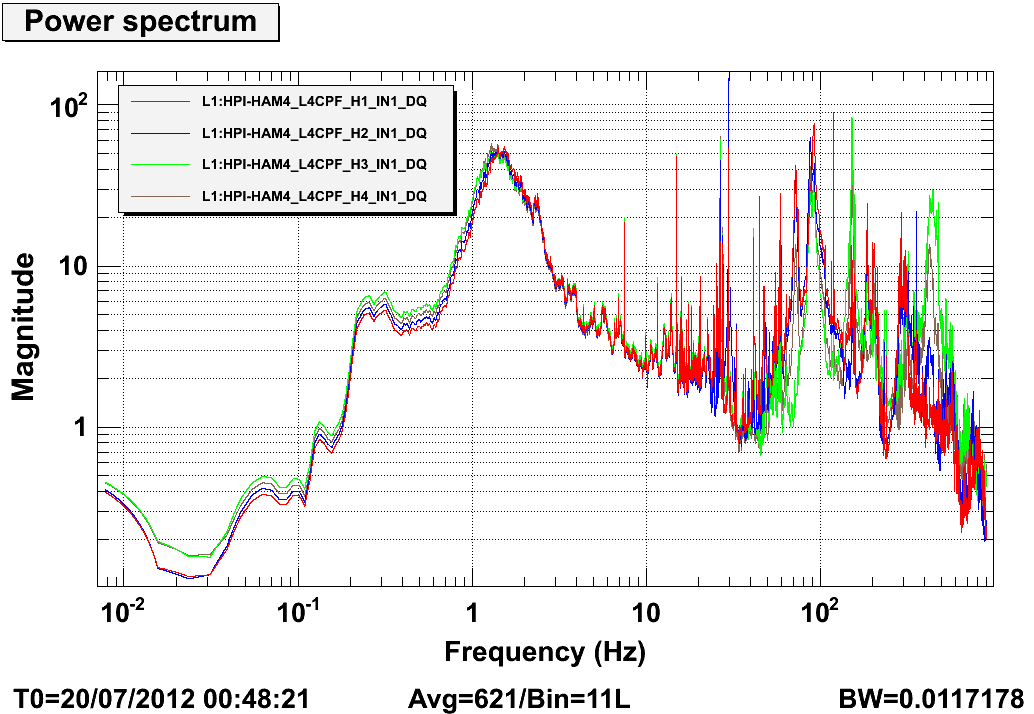 Power spectrum
L1:HPI-HAM4_L4CPF_H1_IN1_DQ
L1:HPI-HAM4_L4CPF_H2_IN1_DQ
L1:HPI-HAM4_L4CPF_H3_IN1_DQ
L1:HPI-HAM4_L4CPF_H4_IN1_DQ
10²
10
1
Magnitude
10⁻² 10⁻¹ 1 10 10²
Frequency (Hz)
T0=20/07/2012 00:48:21 Avg=621/Bin=11L BW=0.0117178